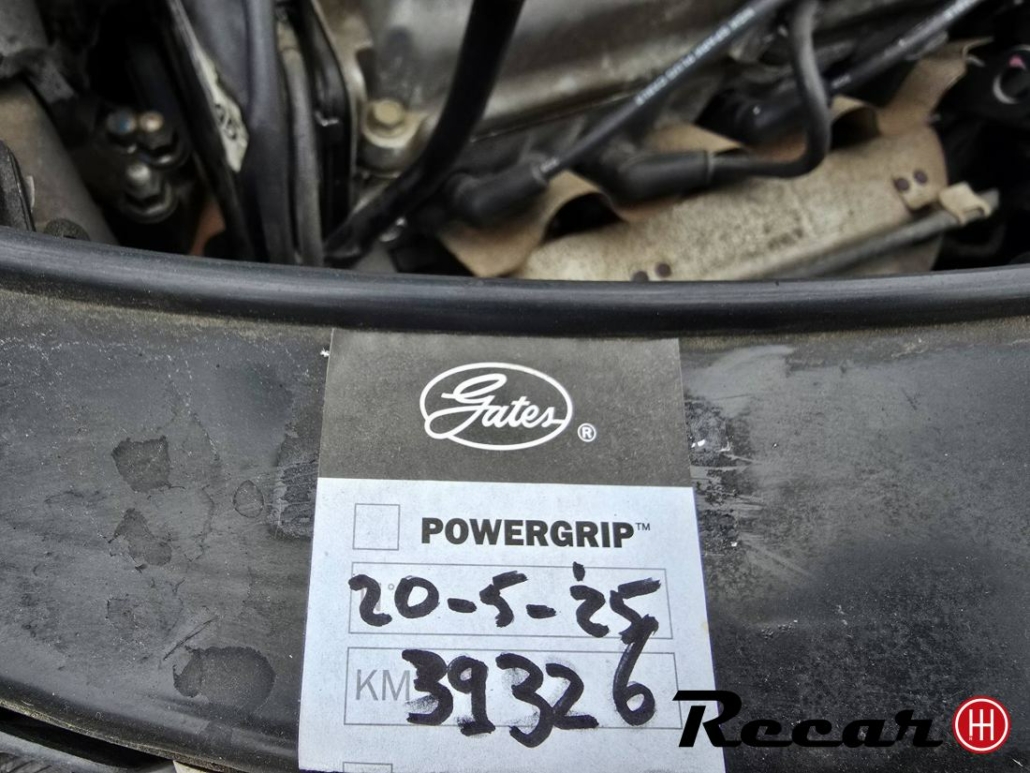 Gates ®
POWERGRIP™
20-5-'25
KM 39326
Recar